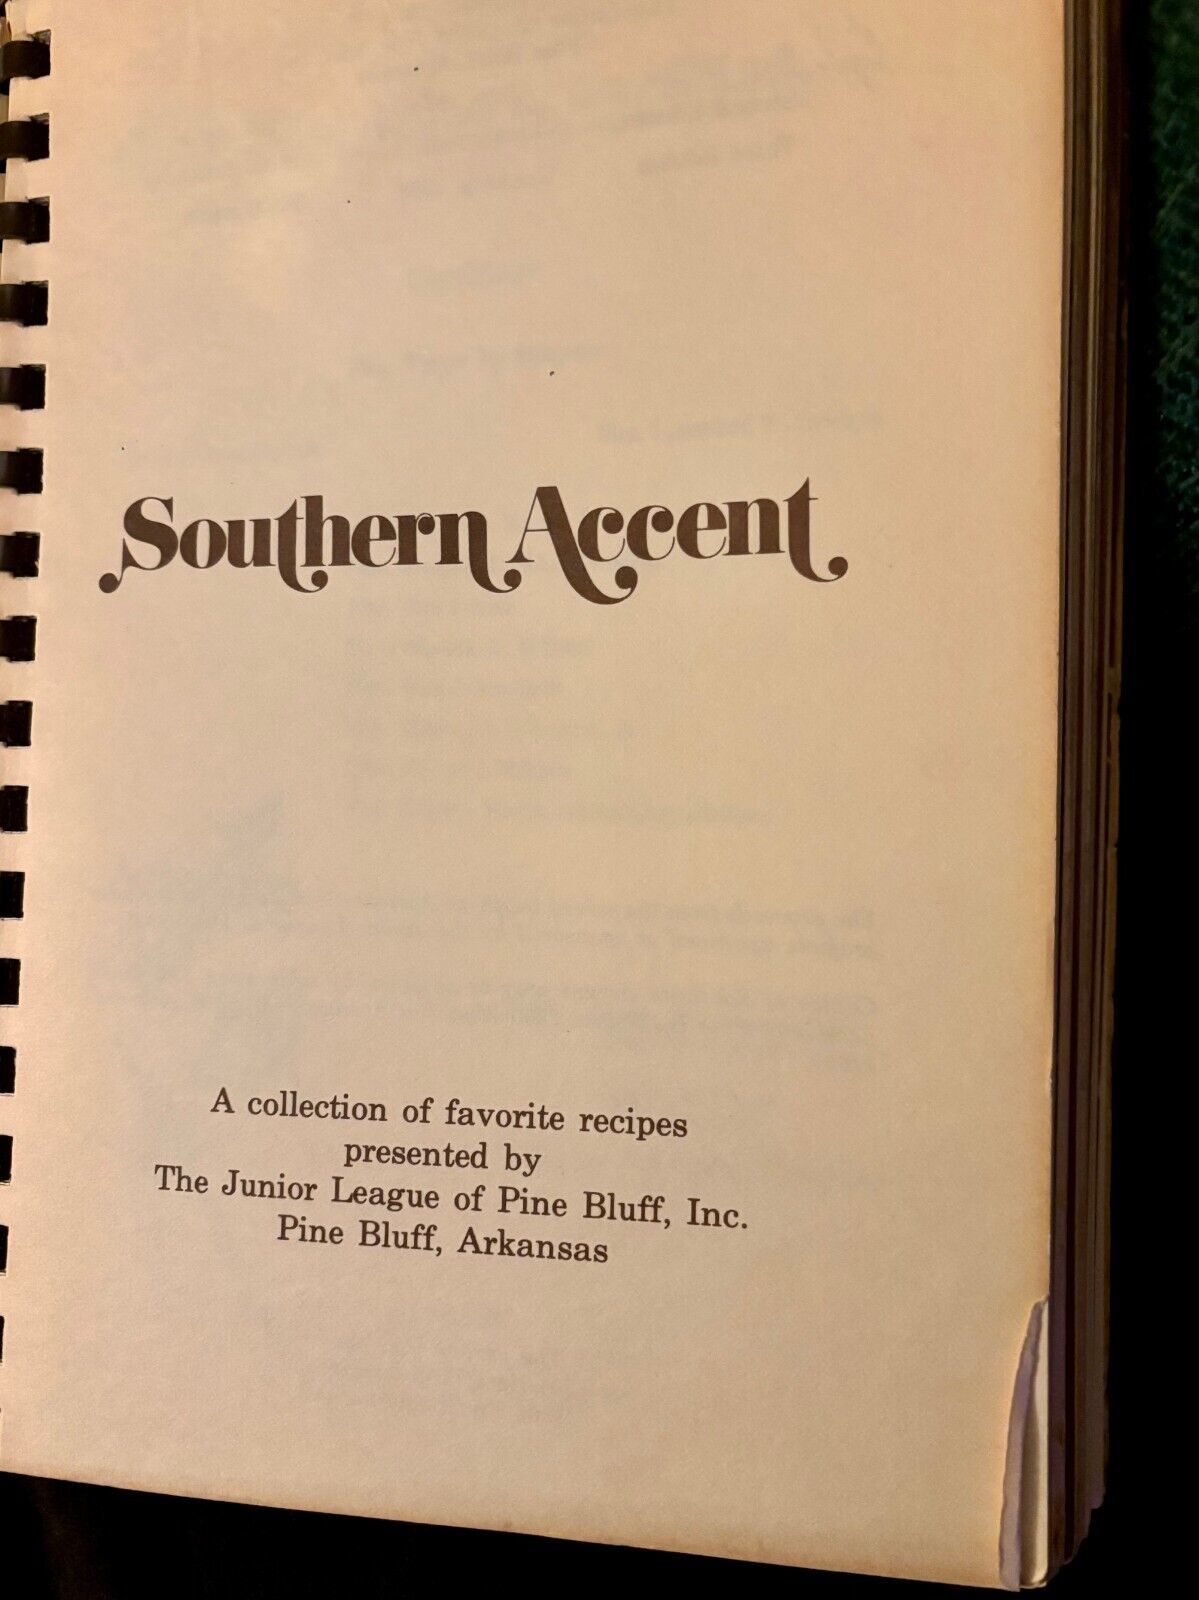 Southern Accent
A collection of favorite recipes
presented by
The Junior League of Pine Bluff, Inc.
Pine Bluff, Arkansas